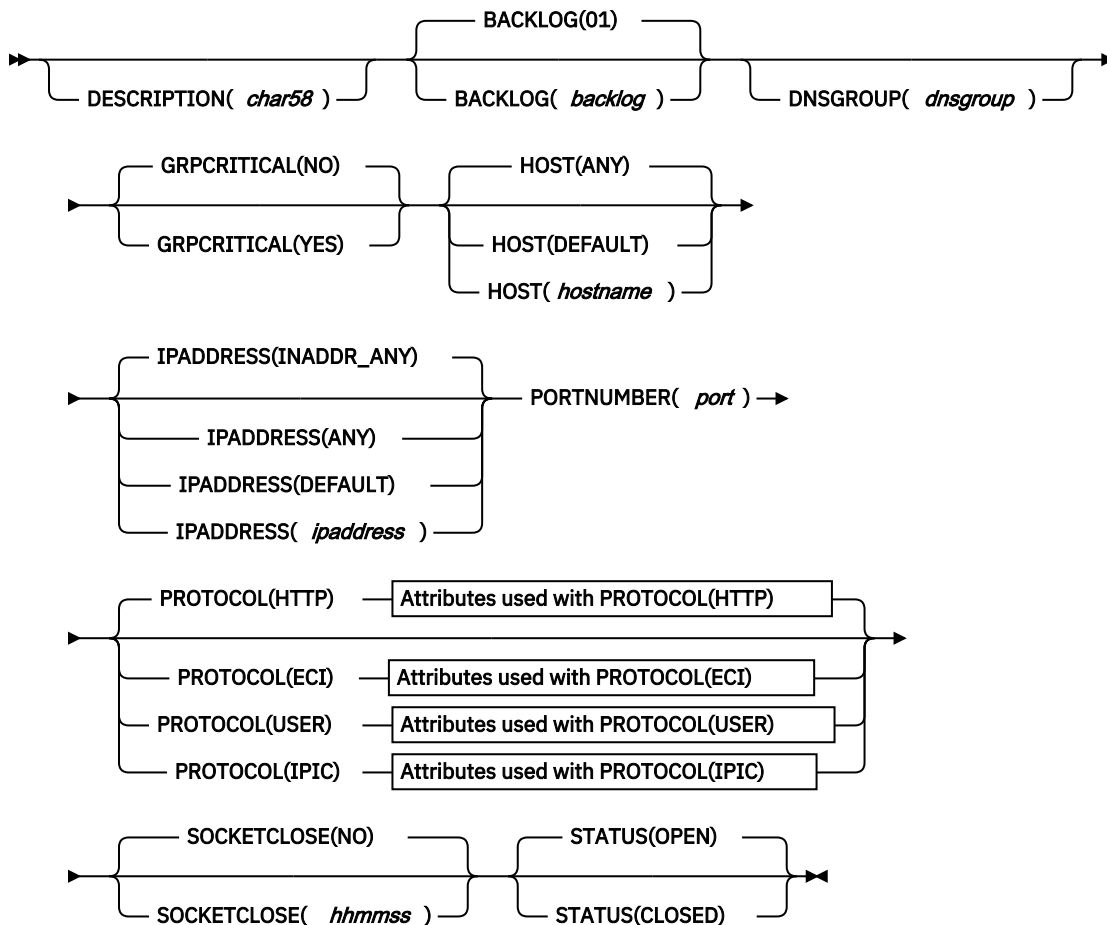 BACKLOG(01)
DESCRIPTION( char58 )
BACKLOG( backlog )
DNSGROUP( dnsgroup )
GRPCRITICAL(NO)
HOST(ANY)
GRPCRITICAL(YES)
HOST(DEFAULT)
HOST( hostname )
IPADDRESS(INADDR_ANY)
PORTNUMBER( port )
IPADDRESS(ANY)
IPADDRESS(DEFAULT)
IPADDRESS( ipaddress )
PROTOCOL(HTTP) Attributes used with PROTOCOL(HTTP)
PROTOCOL(ECI) Attributes used with PROTOCOL(ECI)
PROTOCOL(USER) Attributes used with PROTOCOL(USER)
PROTOCOL(IPIC) Attributes used with PROTOCOL(IPIC)
SOCKETCLOSE(NO)
STATUS(OPEN)
SOCKETCLOSE( hhmmss )
STATUS(CLOSED)